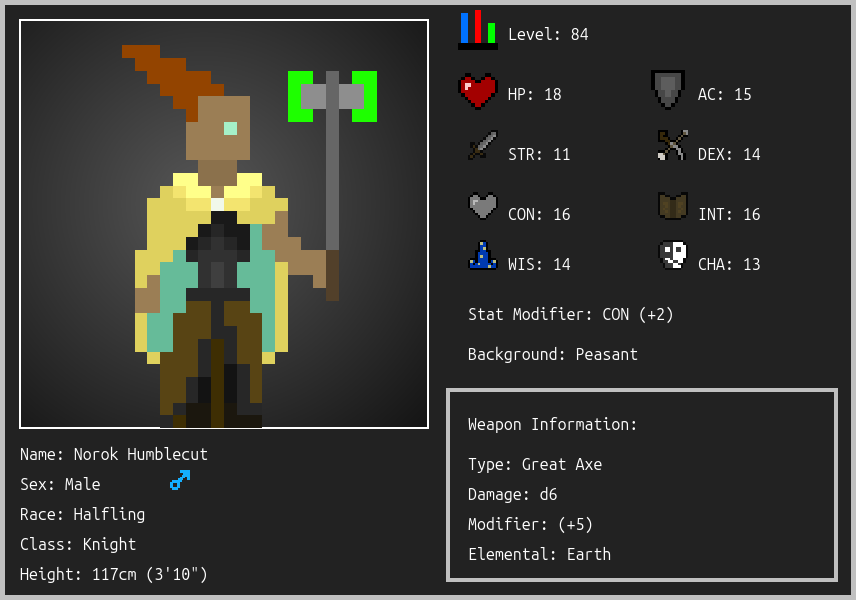 Level: 84
HP: 18
AC: 15
STR: 11
DEX: 14
CON: 16
INT: 16
WIS: 14
CHA: 13
Stat Modifier: CON (+2)
Background: Peasant
Weapon Information:
Type: Great Axe
Damage: d6
Modifier: (+5)
Elemental: Earth
Name: Norok Humblecut
Sex: Male
Race: Halfling
Class: Knight
Height: 117cm (3'10")